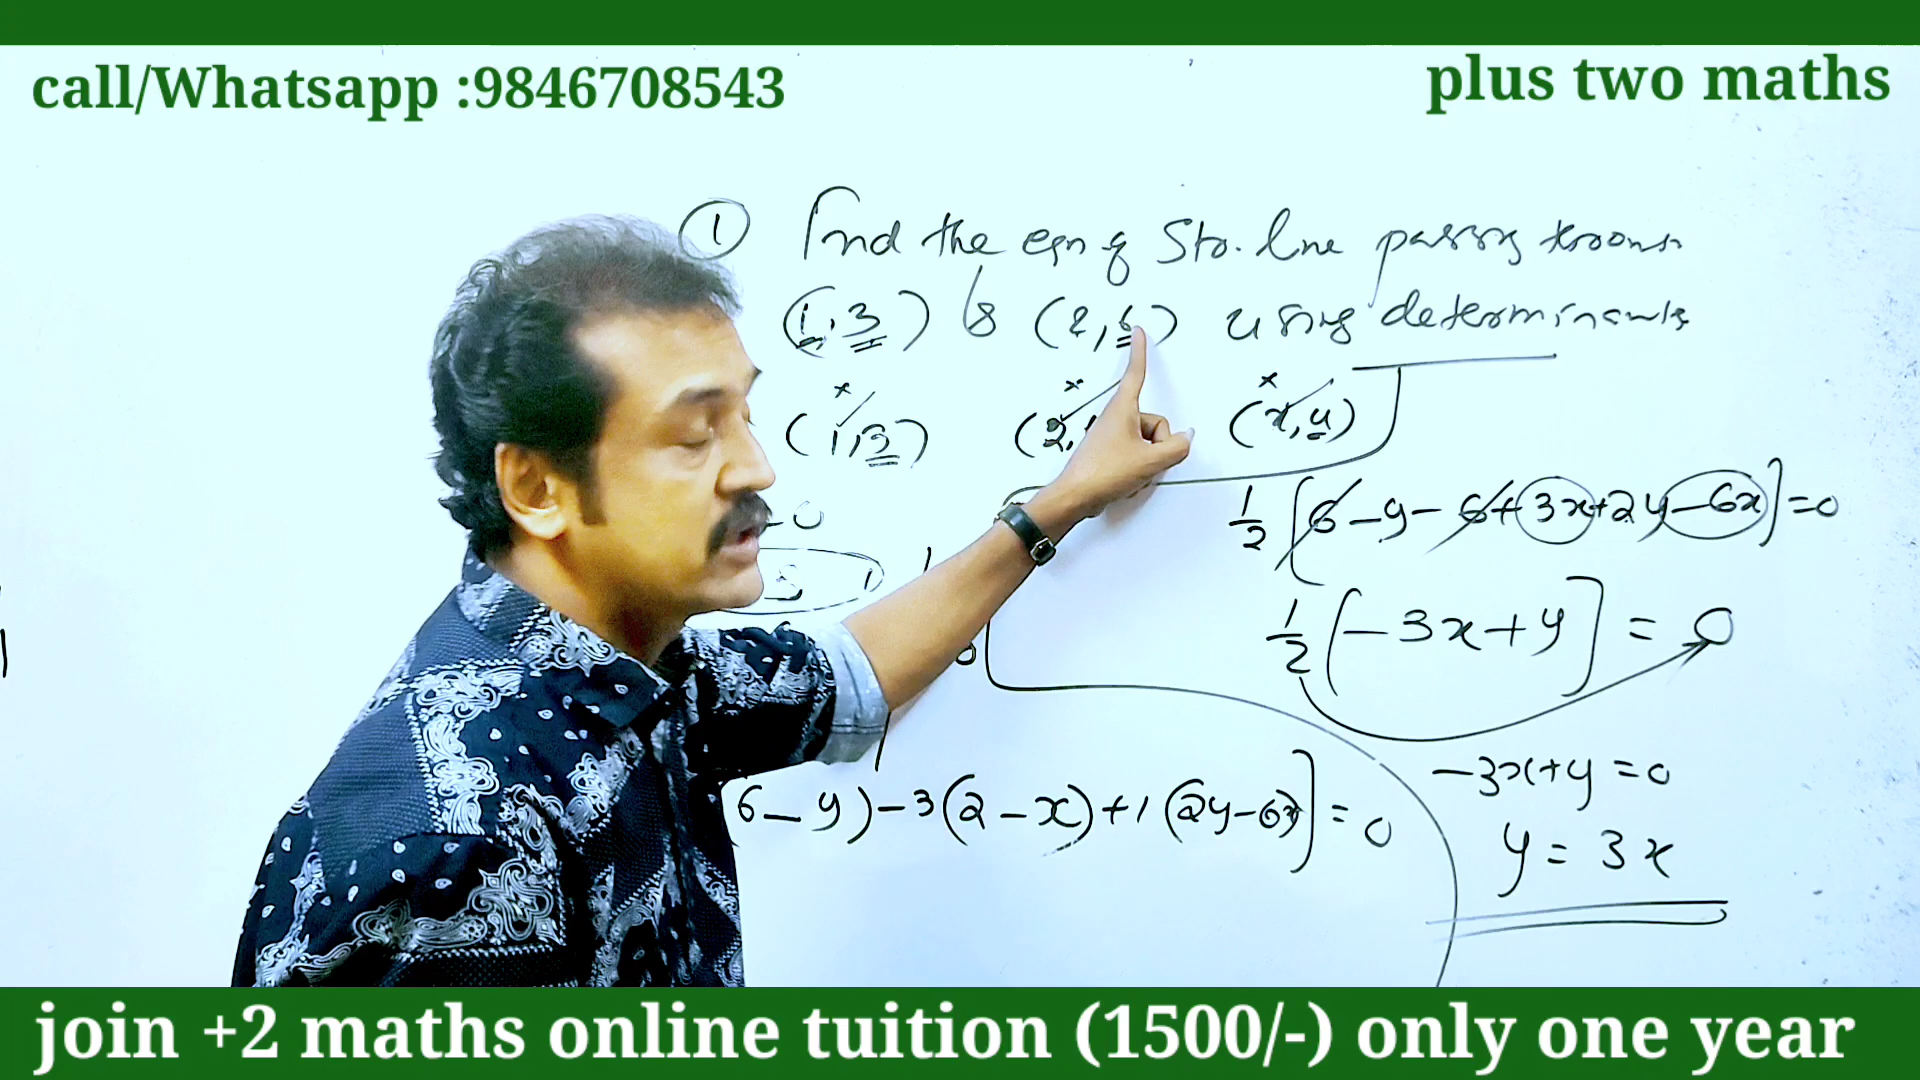 call/Whatsapp :9846708543
plus two maths
① Find the eqn of Str. line passing through
(1,3) & (2,6) using determinants
(1,3) (2, (x,y)
1/2 [6-y-6+3x+2y-6x]=0
1/2 [-3x+y] = 0
-3x+y=0
6-y)-3(2-x)+1(2y-6x]=0
y=3x
join +2 maths online tuition (1500/-) only one year